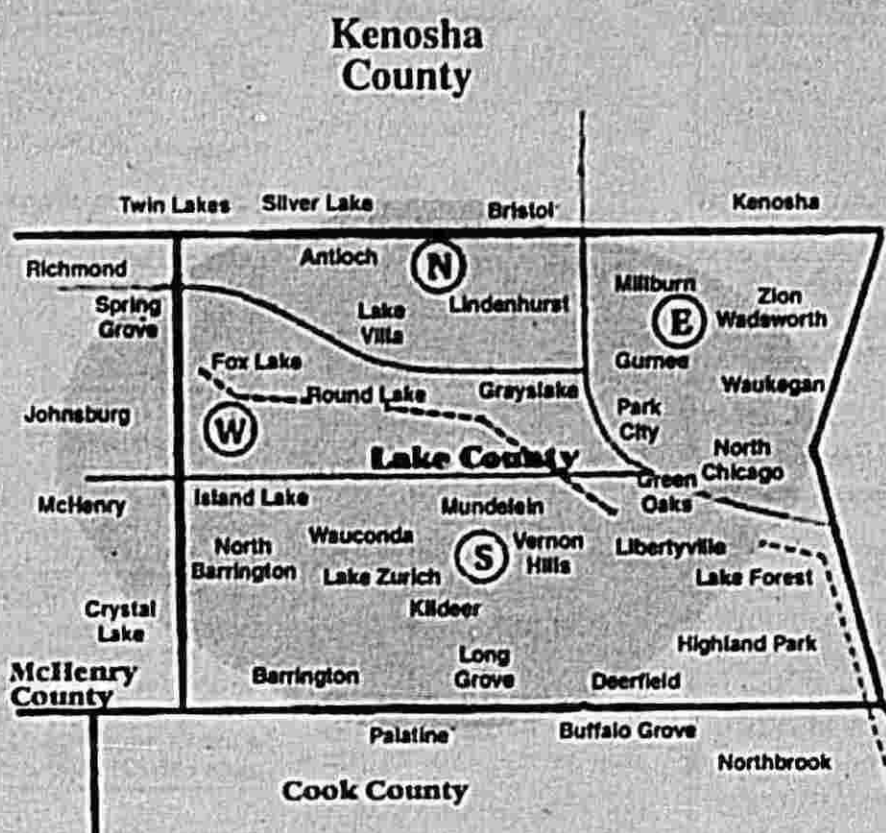 Kenosha
County
Twin Lakes Silver Lake Bristol Kenosha
Richmond
Antioch
N
Spring
Grove
Lake
Villa
Lindenhurst
Millburn
E
Zion
Wadsworth
Fox Lake
Gurnee
Round Lake
Grayslake
Waukegan
Johnsburg
W
Park
City
Lake County
North
Chicago
McHenry
Island Lake
Mundelein
Green
Oaks
North
Barrington
Wauconda
Lake Zurich
S
Vernon
Hills
Libertyville
Lake Forest
Kildeer
Crystal
Lake
Highland Park
McHenry
County
Barrington
Long
Grove
Deerfield
Palatine
Buffalo Grove
Northbrook
Cook County